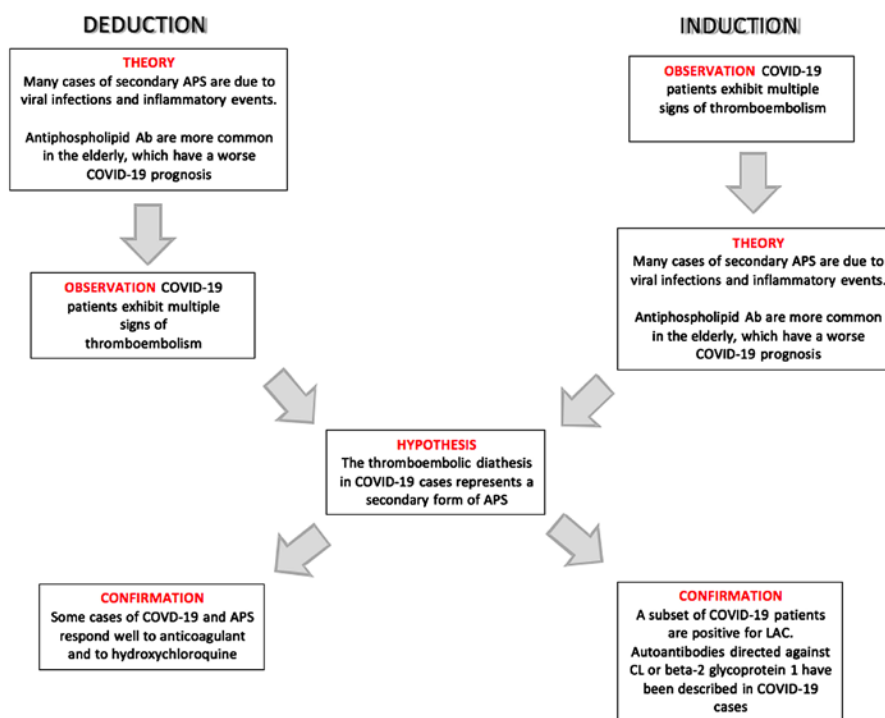 DEDUCTION
THEORY
Many cases of secondary APS are due to
viral infections and inflammatory events.
Antiphospholipid Ab are more common
in the elderly, which have a worse
COVID-19 prognosis
OBSERVATION COVID-19
patients exhibit multiple
signs of
thromboembolism
INDUCTION
OBSERVATION COVID-19
patients exhibit multiple
signs of thromboembolism
THEORY
Many cases of secondary APS are due to
viral infections and inflammatory events.
Antiphospholipid Ab are more common
in the elderly, which have a worse
COVID-19 prognosis
HYPOTHESIS
The thromboembolic diathesis
in COVID-19 cases represents a
secondary form of APS
CONFIRMATION
Some cases of COVD-19 and APS
respond well to anticoagulant
and to hydroxychloroquine
CONFIRMATION
A subset of COVID-19 patients
are positive for LAC.
Autoantibodies directed against
CL or beta-2 glycoprotein 1 have
been described in COVID-19
cases